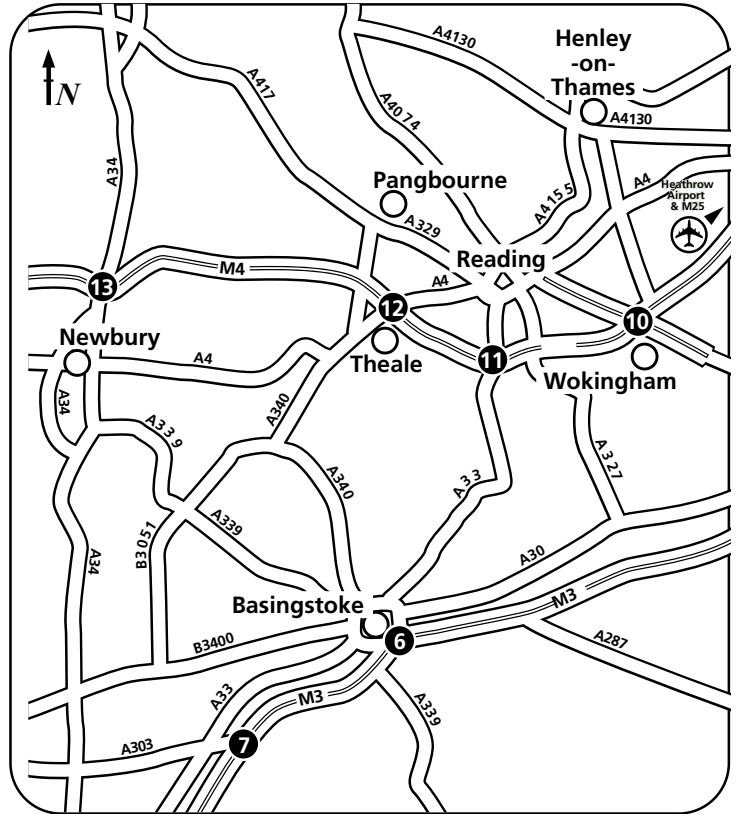 A4130
Henley
-on-
Thames
N
A417
A4074
A4130
A34
Pangbourne
A4155
A4
Heathrow
Airport
& M25
A329
Reading
M4
13
A4
12
10
Newbury
A4
Theale
11
Wokingham
A34
A340
A339
A340
A33
A327
A339
B3051
A34
A30
Basingstoke
M3
6
B3400
A287
A33
M3
A339
A303
7